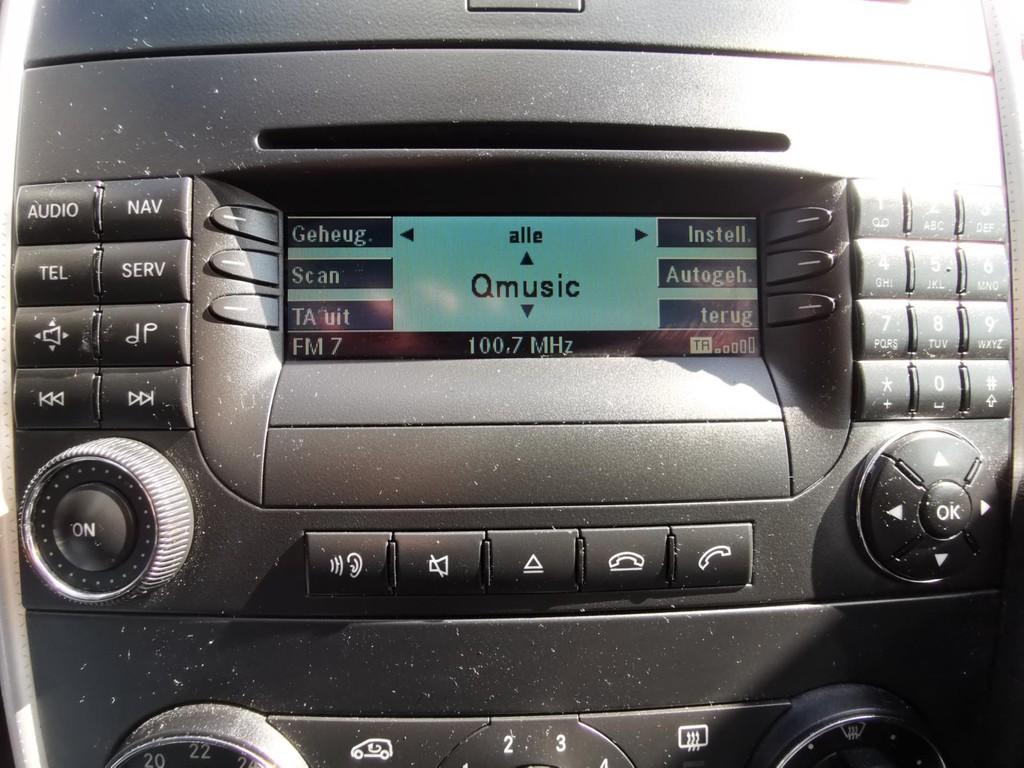 AUDIO NAV
TEL SERV
ON
Geheug. alle Instell.
Scan Qmusic Autogeh.
TA uit terug
FM 7 100.7 MHz TA
1 2 ABC 3 DEF
4 GHI 5 JKL 6 MNO
7 PQRS 8 TUV 9 WXYZ
* + 0 #
OK
20 22 24
1 2 3 4